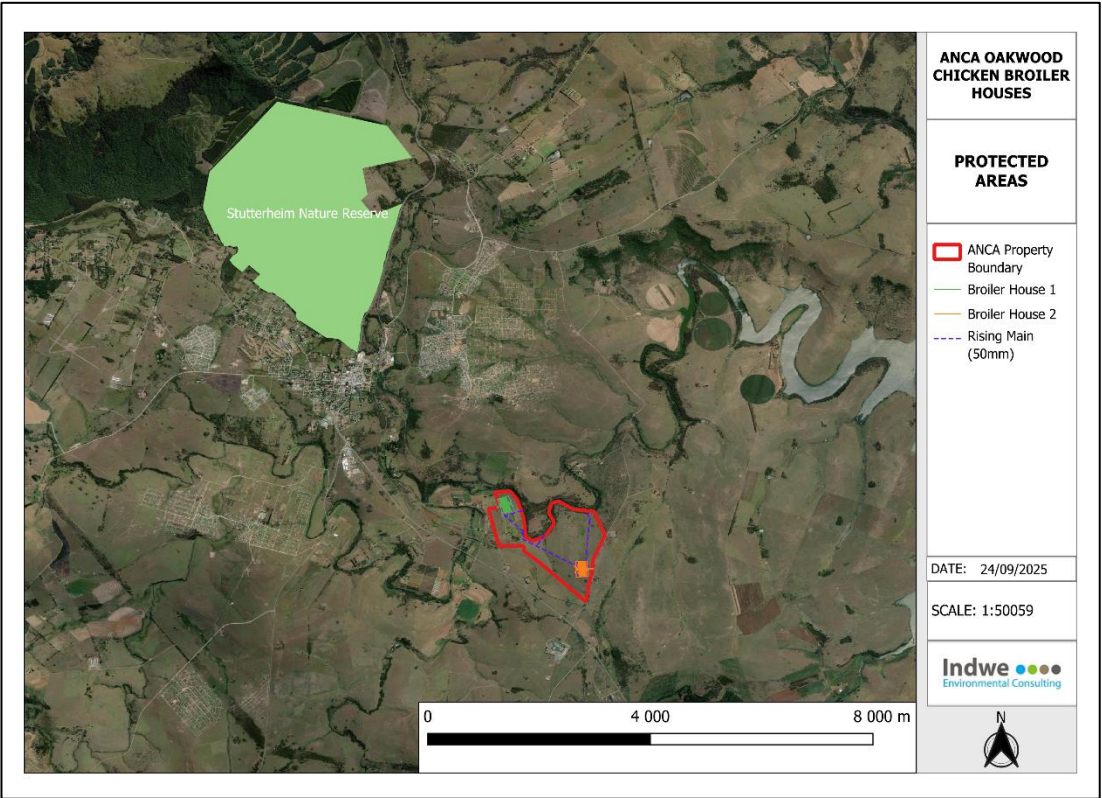 Stutterheim Nature Reserve
0 4 000 8 000 m
ANCA OAKWOOD
CHICKEN BROILER
HOUSES
PROTECTED
AREAS
ANCA Property
Boundary
Broiler House 1
Broiler House 2
Rising Main
(50mm)
DATE: 24/09/2025
SCALE: 1:50059
Indwe
Environmental Consulting
N